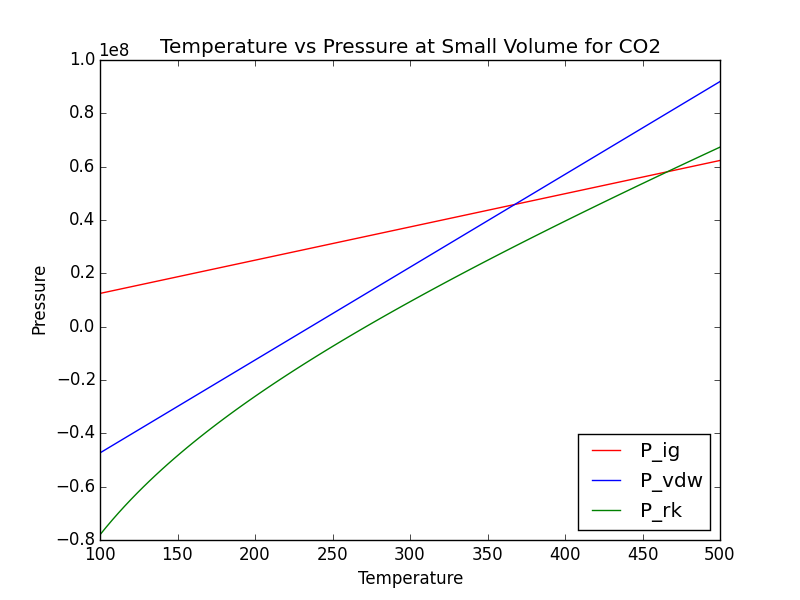 Temperature vs Pressure at Small Volume for CO2
1e8
1.0
0.8
0.6
0.4
0.2
0.0
−0.2
−0.4
−0.6
−0.8
Pressure
P_ig
P_vdw
P_rk
100 150 200 250 300 350 400 450 500
Temperature